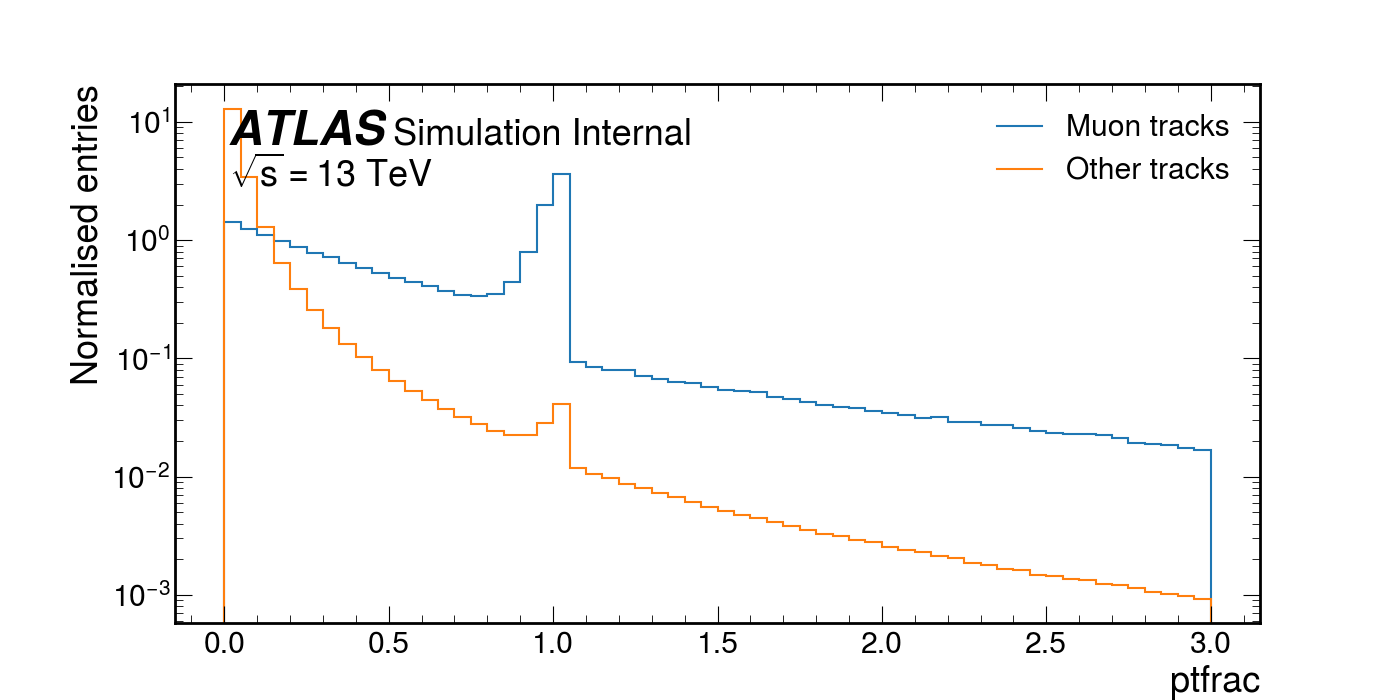 Normalised entries
10¹
10⁰
10⁻¹
10⁻²
10⁻³
ATLAS Simulation Internal
√s = 13 TeV
Muon tracks
Other tracks
0.0 0.5 1.0 1.5 2.0 2.5 3.0
ptfrac